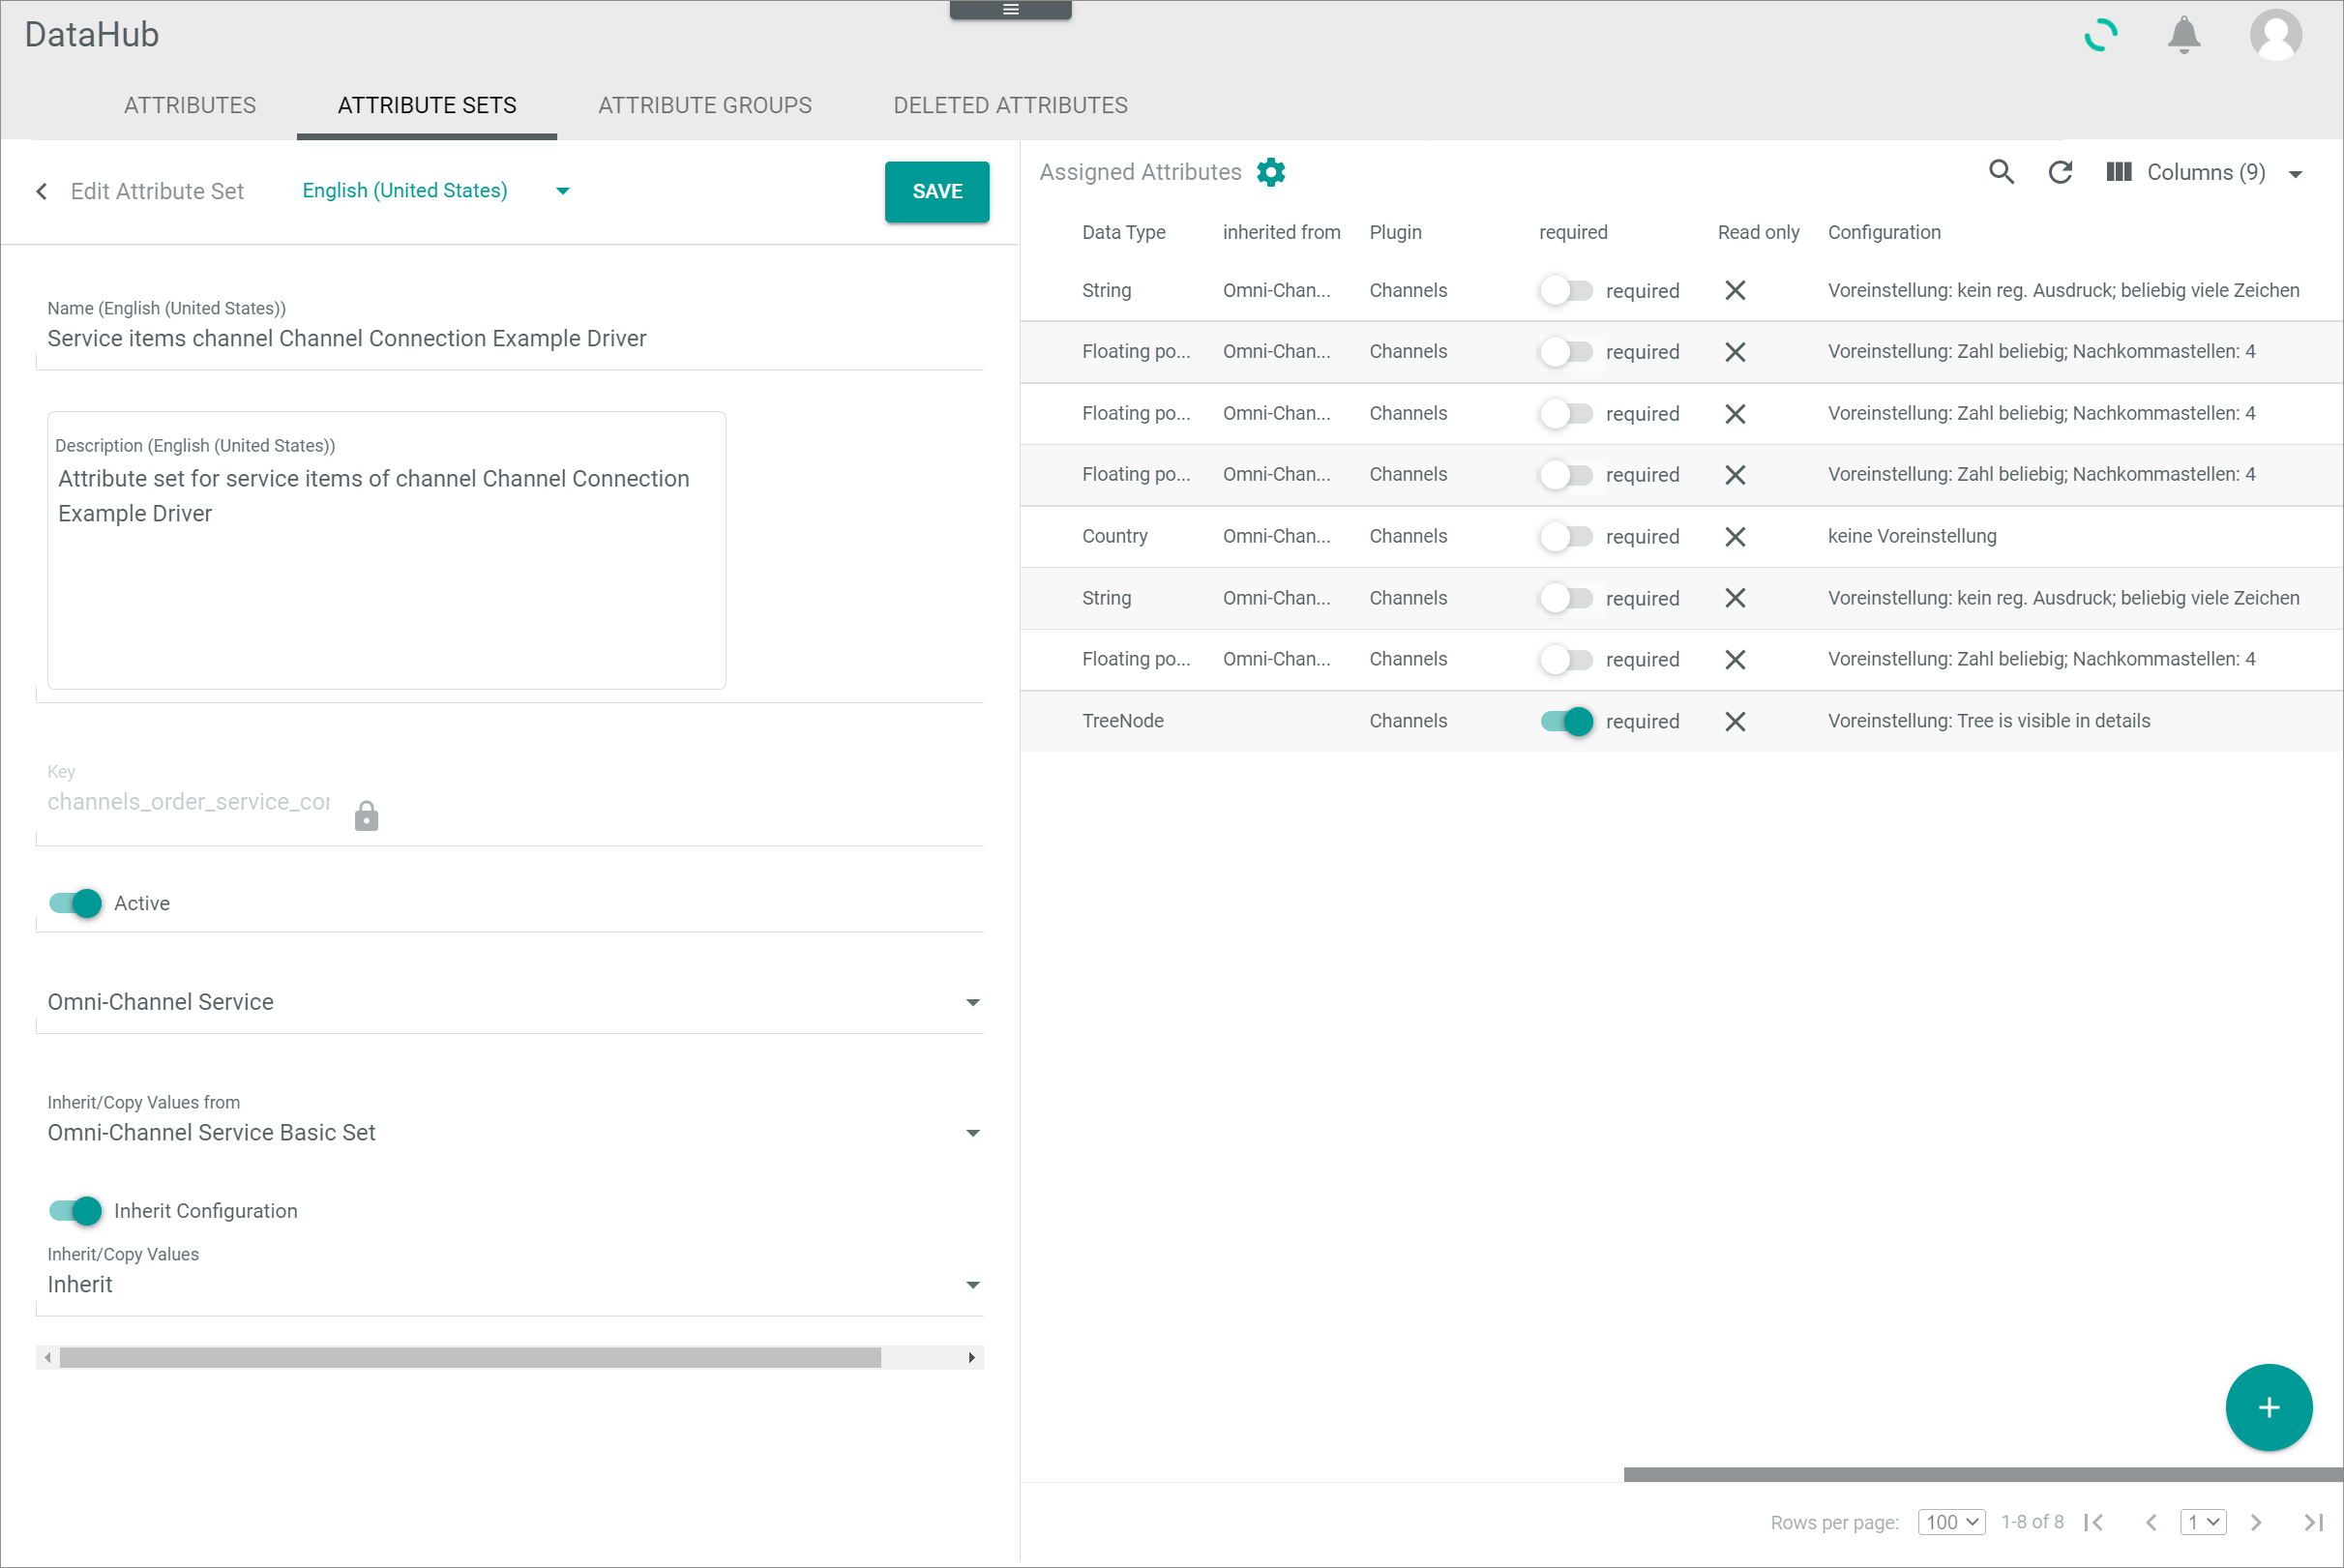 DataHub
ATTRIBUTES ATTRIBUTE SETS ATTRIBUTE GROUPS DELETED ATTRIBUTES
Edit Attribute Set English (United States) SAVE
Name (English (United States))
Service items channel Channel Connection Example Driver
Description (English (United States))
Attribute set for service items of channel Channel Connection
Example Driver
Key
channels_order_service_cor
Active
Omni-Channel Service
Inherit/Copy Values from
Omni-Channel Service Basic Set
Inherit Configuration
Inherit/Copy Values
Inherit
Assigned Attributes Columns (9)
Data Type inherited from Plugin required Read only Configuration
String Omni-Chan... Channels required Voreinstellung: kein reg. Ausdruck; beliebig viele Zeichen
Floating po... Omni-Chan... Channels required Voreinstellung: Zahl beliebig; Nachkommastellen: 4
Floating po... Omni-Chan... Channels required Voreinstellung: Zahl beliebig; Nachkommastellen: 4
Floating po... Omni-Chan... Channels required Voreinstellung: Zahl beliebig; Nachkommastellen: 4
Country Omni-Chan... Channels required keine Voreinstellung
String Omni-Chan... Channels required Voreinstellung: kein reg. Ausdruck; beliebig viele Zeichen
Floating po... Omni-Chan... Channels required Voreinstellung: Zahl beliebig; Nachkommastellen: 4
TreeNode Channels required Voreinstellung: Tree is visible in details
Rows per page: 100 1-8 of 8 1